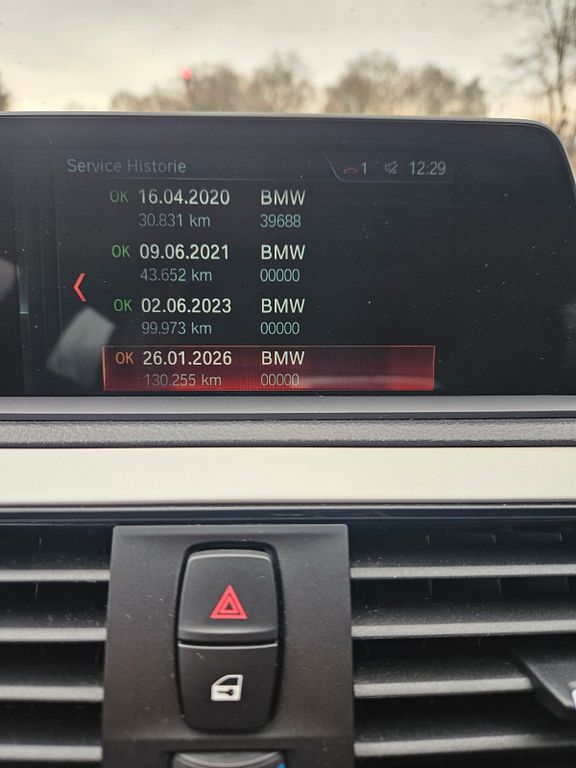 Service Historie 1 12:29
OK 16.04.2020 BMW
30.831 km 39688
OK 09.06.2021 BMW
43.652 km 00000
OK 02.06.2023 BMW
99.973 km 00000
OK 26.01.2026 BMW
130.255 km 00000